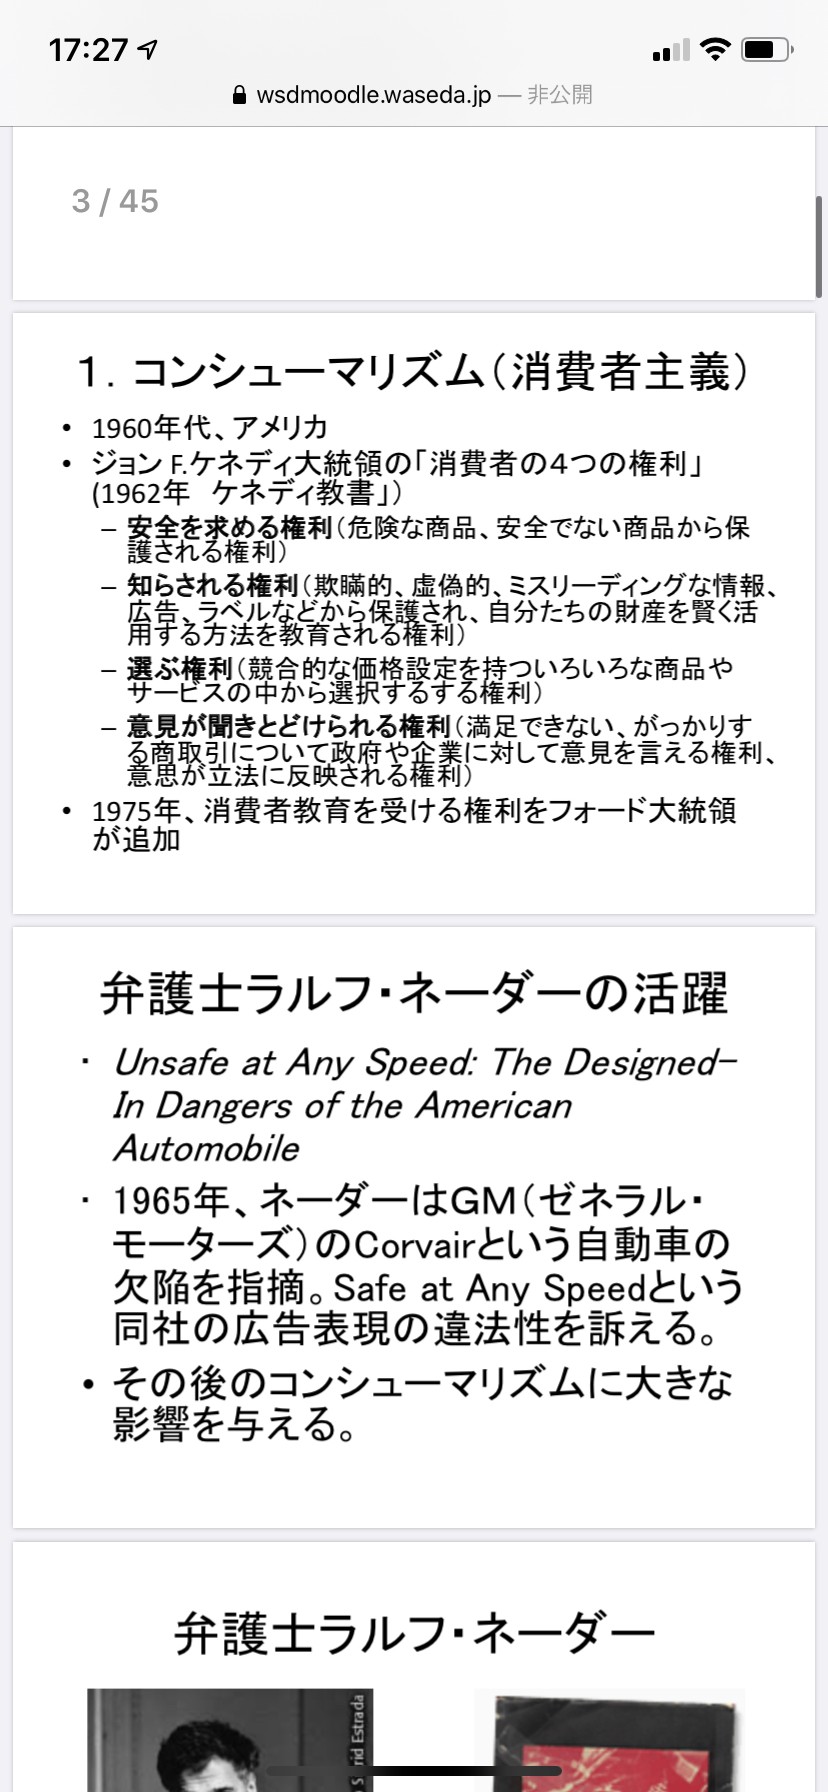 17:27
wsdmoodle.waseda.jp — 非公開
3 / 45
１．コンシューマリズム（消費者主義）
• 1960年代、アメリカ
• ジョン F.ケネディ大統領の「消費者の４つの権利」
(1962年　ケネディ教書」）
– 安全を求める権利（危険な商品、安全でない商品から保
護される権利）
– 知らされる権利（欺瞞的、虚偽的、ミスリーディングな情報、
広告、ラベルなどから保護され、自分たちの財産を賢く活
用する方法を教育される権利）
– 選ぶ権利（競合的な価格設定を持ついろいろな商品や
サービスの中から選択するする権利）
– 意見が聞きとどけられる権利（満足できない、がっかりす
る商取引について政府や企業に対して意見を言える権利、
意思が立法に反映される権利）
• 1975年、消費者教育を受ける権利をフォード大統領
が追加
弁護士ラルフ・ネーダーの活躍
・ Unsafe at Any Speed: The Designed-
In Dangers of the American
Automobile
・ 1965年、ネーダーはGM（ゼネラル・
モーターズ）のCorvairという自動車の
欠陥を指摘。Safe at Any Speedという
同社の広告表現の違法性を訴える。
• その後のコンシューマリズムに大きな
影響を与える。
弁護士ラルフ・ネーダー
rid Estrada